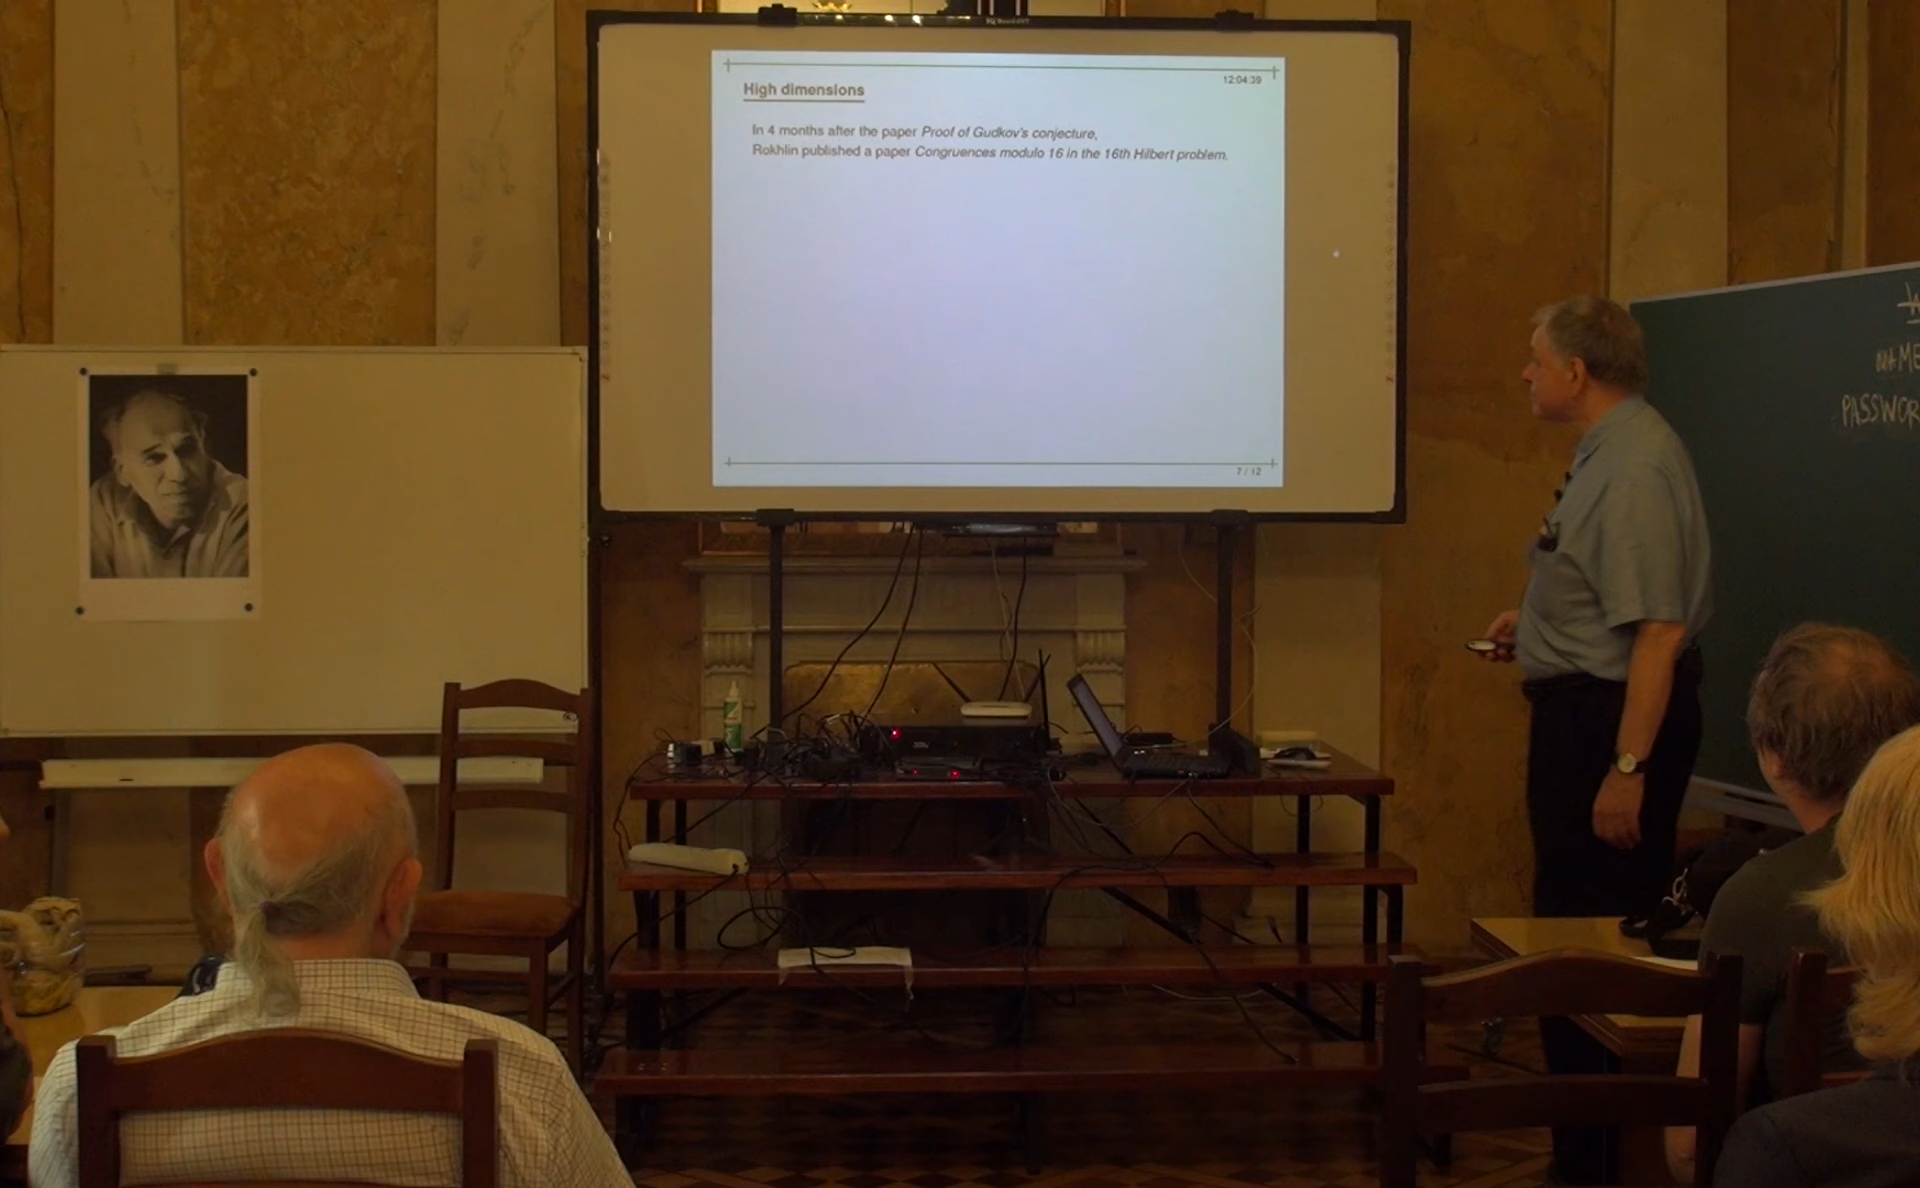 12:04:39
High dimensions
In 4 months after the paper Proof of Gudkov's conjecture,
Rokhlin published a paper Congruences modulo 16 in the 16th Hilbert problem.
7 / 12